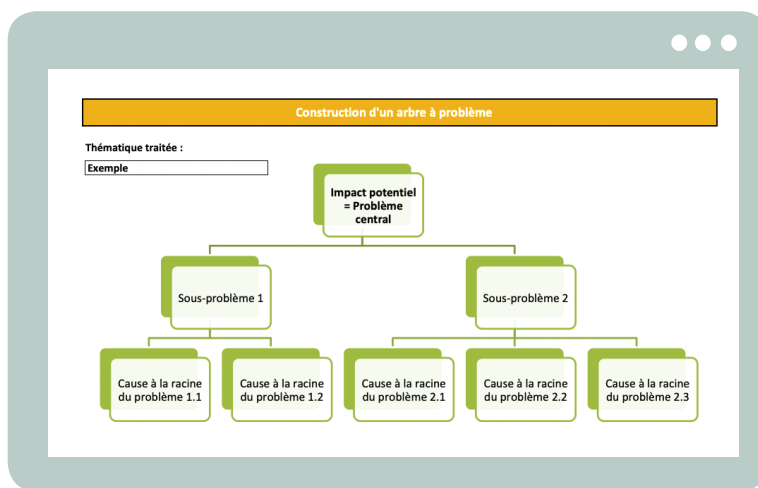 Construction d'un arbre à problème
Thématique traitée :
Exemple
Impact potentiel
= Problème
central
Sous-problème 1
Sous-problème 2
Cause à la racine
du problème 1.1
Cause à la racine
du problème 1.2
Cause à la racine
du problème 2.1
Cause à la racine
du problème 2.2
Cause à la racine
du problème 2.3